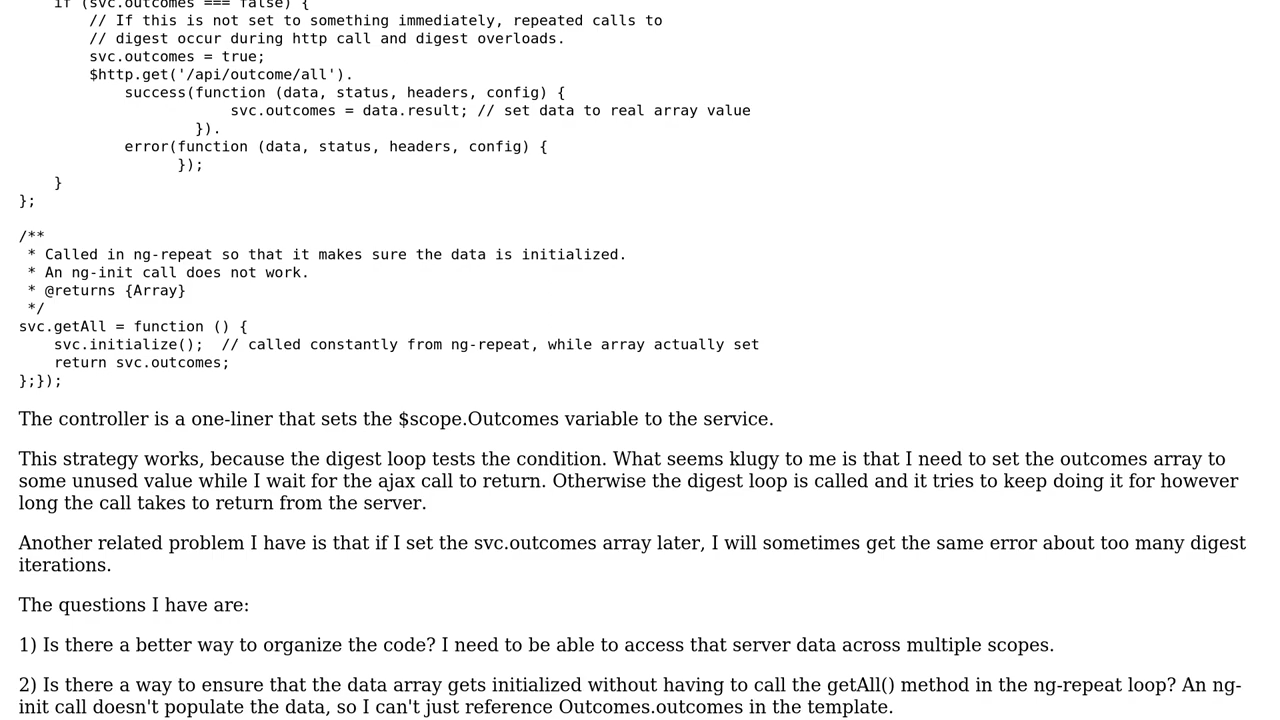 if (svc.outcomes === false) {
        // If this is not set to something immediately, repeated calls to
        // digest occur during http call and digest overloads.
        svc.outcomes = true;
        $http.get('/api/outcome/all').
            success(function (data, status, headers, config) {
                        svc.outcomes = data.result; // set data to real array value
                    }).
            error(function (data, status, headers, config) {
                  });
    }
};

/**
 * Called in ng-repeat so that it makes sure the data is initialized.
 * An ng-init call does not work.
 * @returns {Array}
 */
svc.getAll = function () {
    svc.initialize();  // called constantly from ng-repeat, while array actually set
    return svc.outcomes;
};});
The controller is a one-liner that sets the $scope.Outcomes variable to the service.
This strategy works, because the digest loop tests the condition. What seems klugy to me is that I need to set the outcomes array to
some unused value while I wait for the ajax call to return. Otherwise the digest loop is called and it tries to keep doing it for however
long the call takes to return from the server.
Another related problem I have is that if I set the svc.outcomes array later, I will sometimes get the same error about too many digest
iterations.
The questions I have are:
1) Is there a better way to organize the code? I need to be able to access that server data across multiple scopes.
2) Is there a way to ensure that the data array gets initialized without having to call the getAll() method in the ng-repeat loop? An ng-
init call doesn't populate the data, so I can't just reference Outcomes.outcomes in the template.